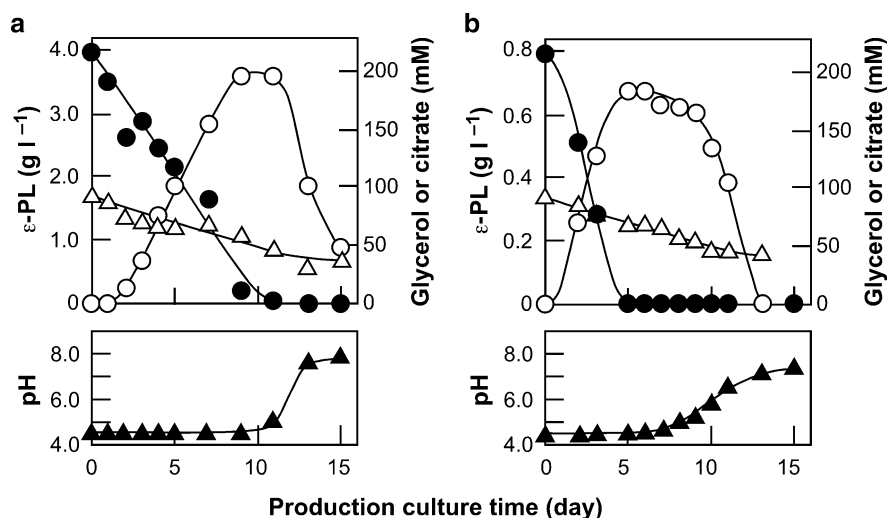 a
b
4.0
3.0
2.0
1.0
0
ε-PL (g l⁻¹)
200
150
100
50
0
Glycerol or citrate (mM)
0.8
0.6
0.4
0.2
0
ε-PL (g l⁻¹)
200
150
100
50
0
Glycerol or citrate (mM)
8.0
6.0
4.0
pH
0 5 10 15
8.0
6.0
4.0
pH
0 5 10 15
Production culture time (day)